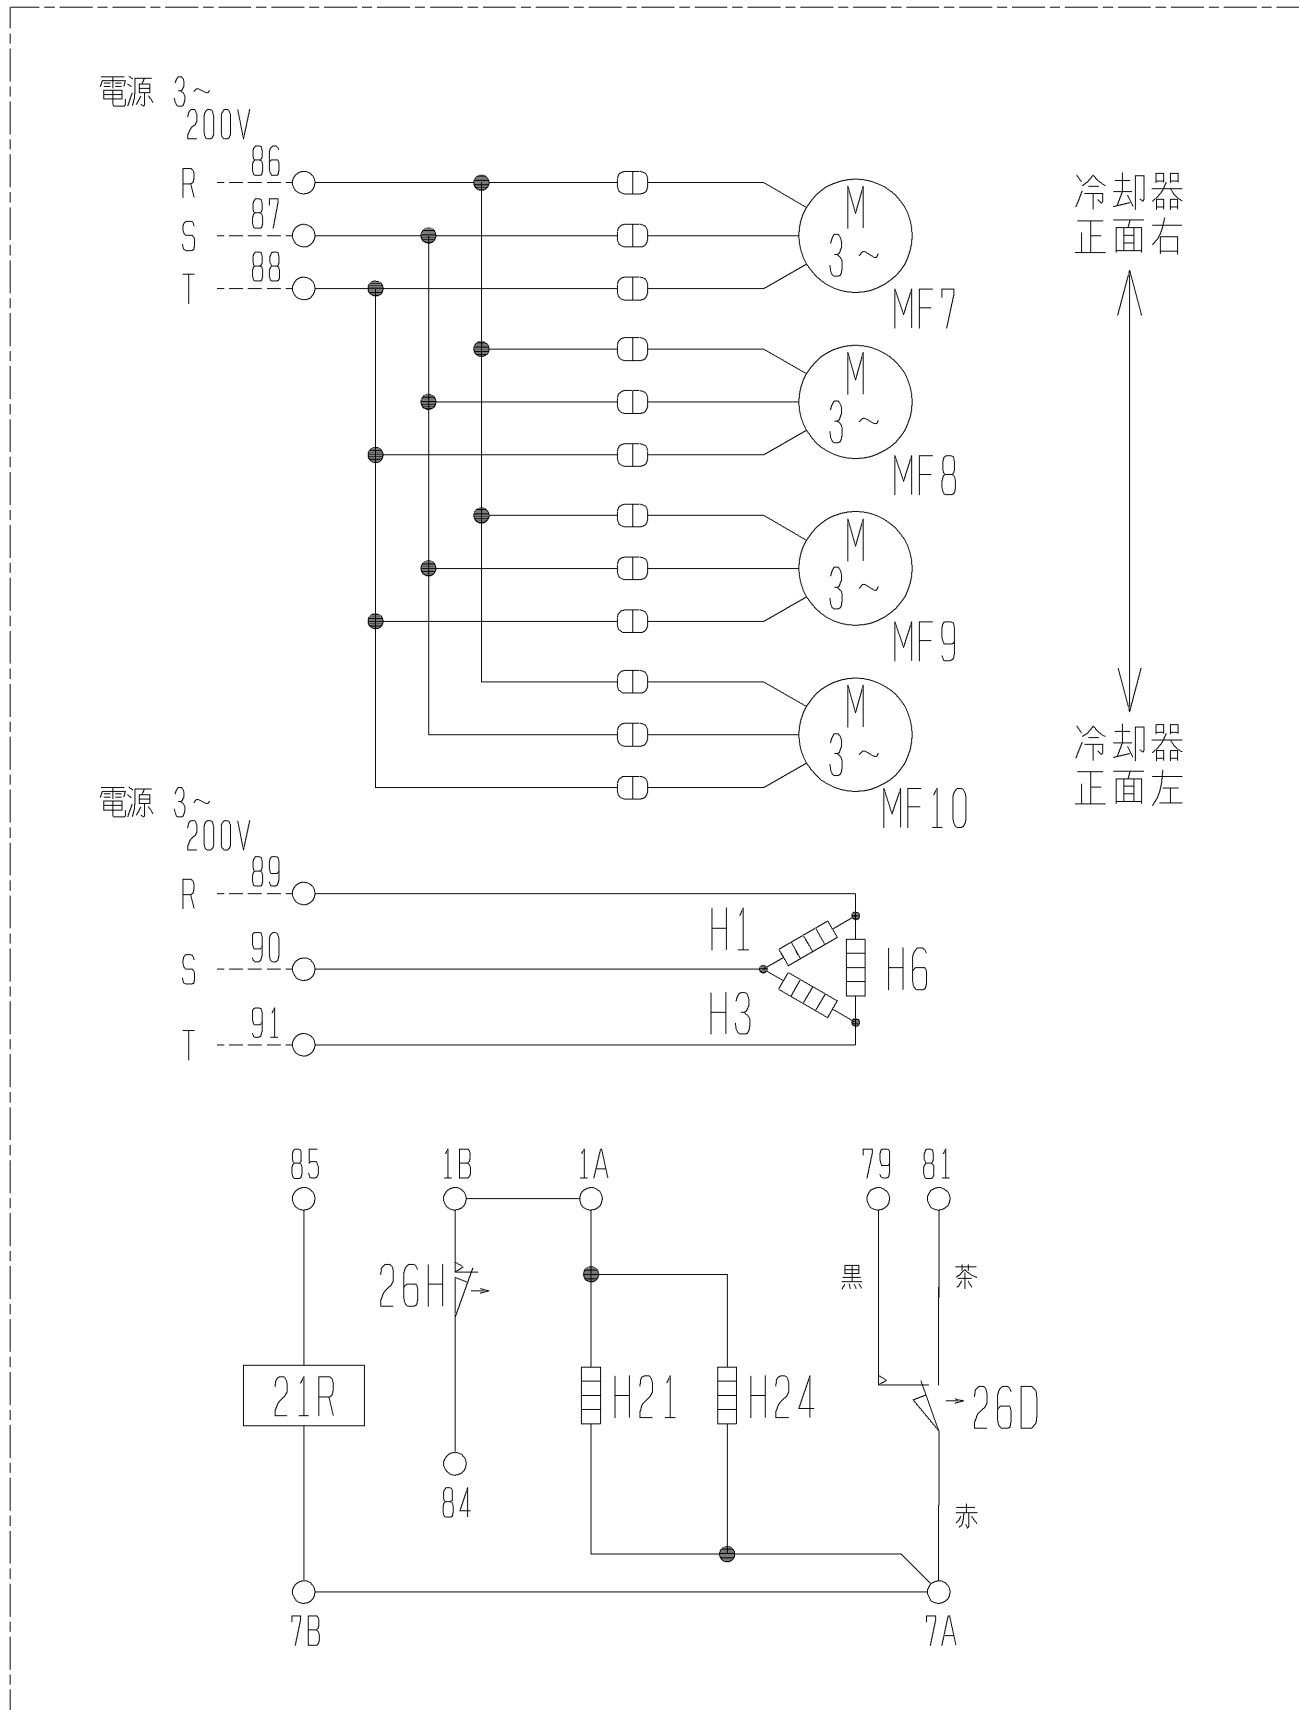 電源 3~
200V
R 86
S 87
T 88
M
3~
MF7
M
3~
MF8
M
3~
MF9
M
3~
MF10
冷却器
正面右
冷却器
正面左
電源 3~
200V
R 89
S 90
T 91
H1
H3
H6
85
1B
1A
79
81
26H
黒
茶
21R
H21
H24
26D
84
赤
7B
7A